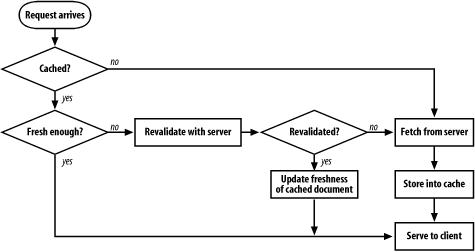 Request arrives
Cached?
no
yes
Fresh enough?
no
Revalidate with server
Revalidated?
no
Fetch from server
yes
yes
Update freshness
of cached document
Store into cache
Serve to client